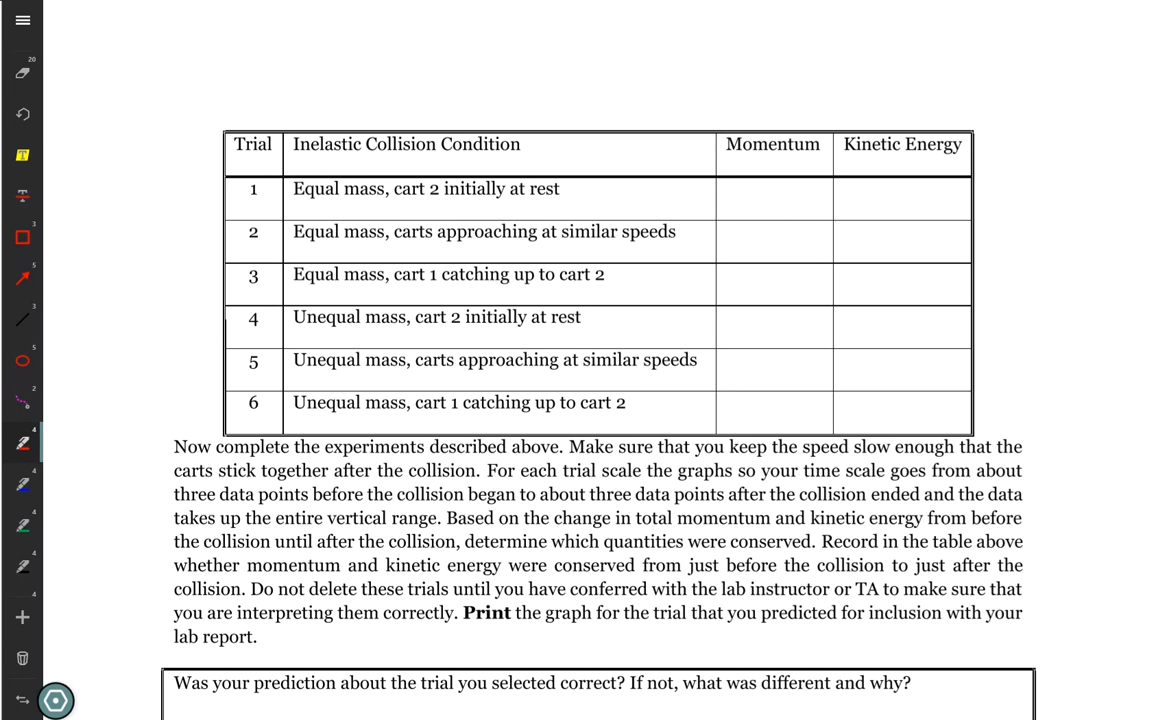 Trial Inelastic Collision Condition Momentum Kinetic Energy
1 Equal mass, cart 2 initially at rest
2 Equal mass, carts approaching at similar speeds
3 Equal mass, cart 1 catching up to cart 2
4 Unequal mass, cart 2 initially at rest
5 Unequal mass, carts approaching at similar speeds
6 Unequal mass, cart 1 catching up to cart 2
Now complete the experiments described above. Make sure that you keep the speed slow enough that the
carts stick together after the collision. For each trial scale the graphs so your time scale goes from about
three data points before the collision began to about three data points after the collision ended and the data
takes up the entire vertical range. Based on the change in total momentum and kinetic energy from before
the collision until after the collision, determine which quantities were conserved. Record in the table above
whether momentum and kinetic energy were conserved from just before the collision to just after the
collision. Do not delete these trials until you have conferred with the lab instructor or TA to make sure that
you are interpreting them correctly. Print the graph for the trial that you predicted for inclusion with your
lab report.
Was your prediction about the trial you selected correct? If not, what was different and why?
20
T
T
3
5
3
5
2
4
4
4
4
4